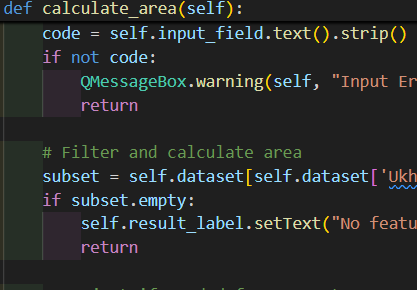 def calculate_area(self):
code = self.input_field.text().strip()
if not code:
QMessageBox.warning(self, "Input Er
return
# Filter and calculate area
subset = self.dataset[self.dataset['Ukh
if subset.empty:
self.result_label.setText("No featu
return